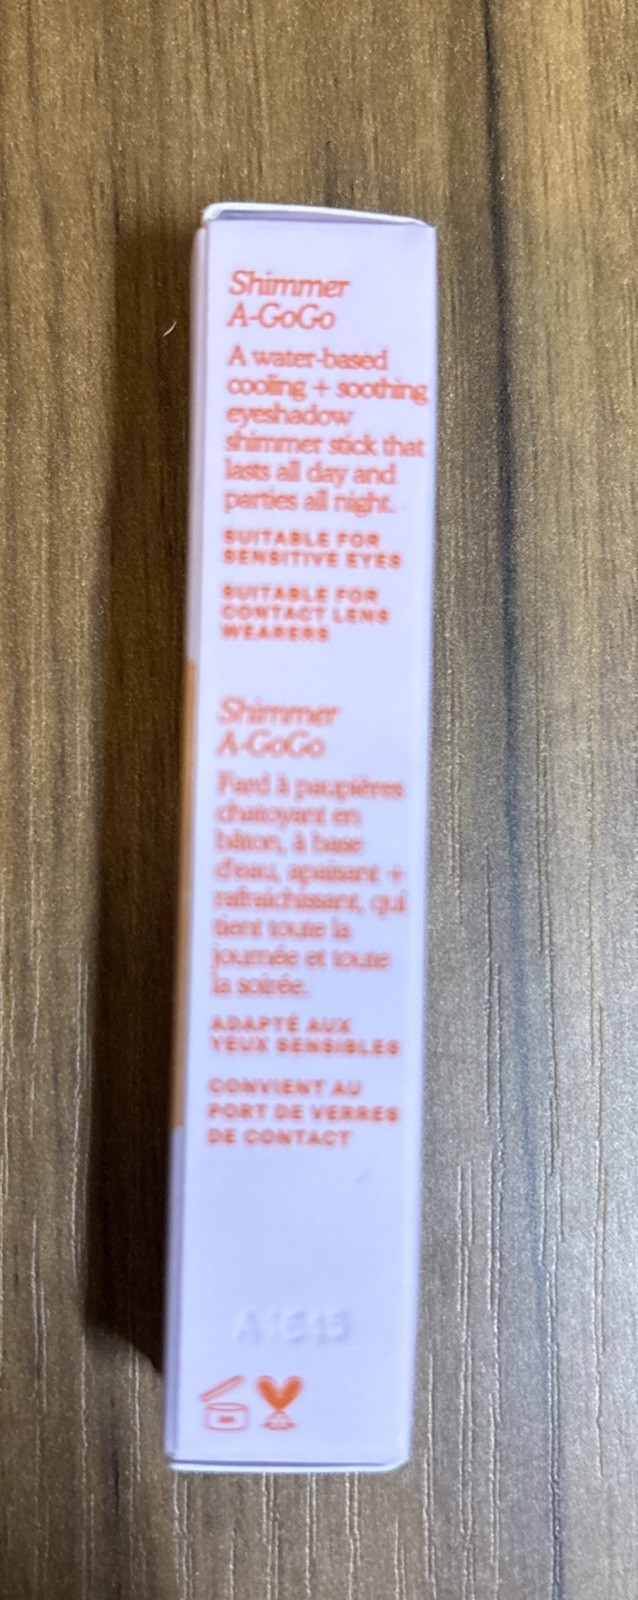 Shimmer
A-GoGo
A water-based
cooling + soothing
eyeshadow
shimmer stick that
lasts all day and
parties all night.
SUITABLE FOR
SENSITIVE EYES
SUITABLE FOR
CONTACT LENS
WEARERS
Shimmer
A-GoGo
Fard à paupières
chatoyant en
bâton, à base
d'eau, apaisant +
rafraîchissant, qui
tient toute la
journée et toute
la soirée.
ADAPTÉ AUX
YEUX SENSIBLES
CONVIENT AU
PORT DE VERRES
DE CONTACT